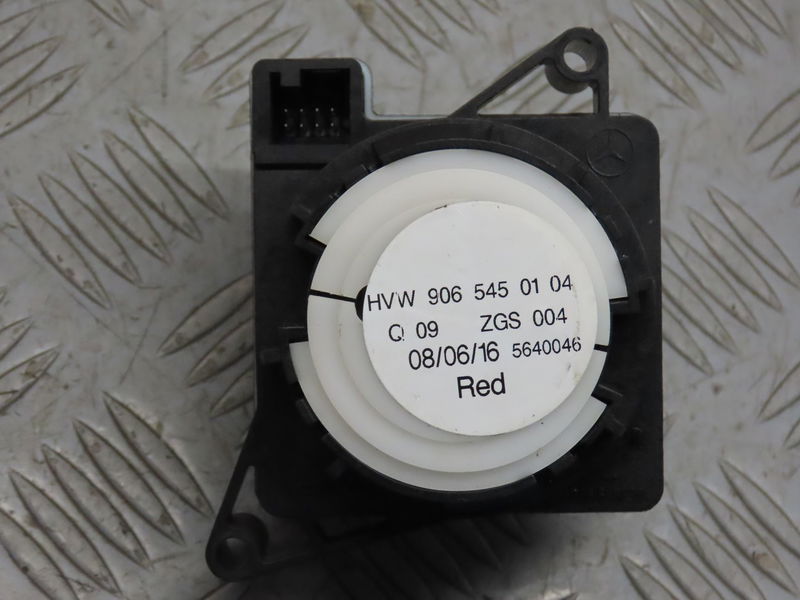 HVW 906 545 01 04
Q 09 ZGS 004
08/06/16 5640046
Red